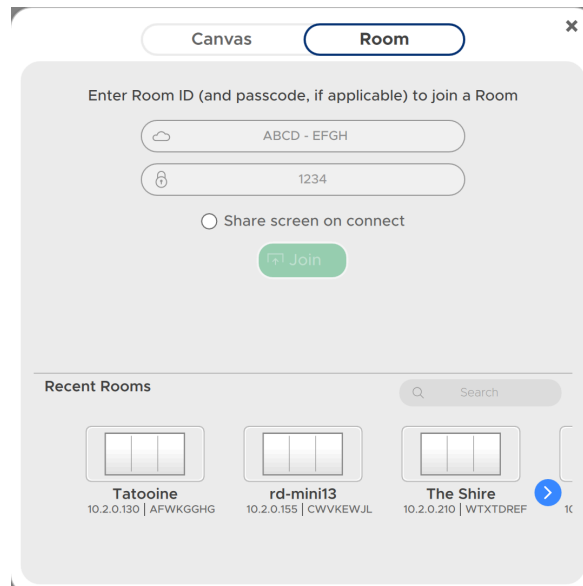 Canvas
Room
×
Enter Room ID (and passcode, if applicable) to join a Room
ABCD - EFGH
1234
Share screen on connect
Join
Recent Rooms
Search
Tatooine
rd-mini13
The Shire
10.2.0.130 | AFWKGGHG
10.2.0.155 | CWVKEWJL
10.2.0.210 | WTXTDREF